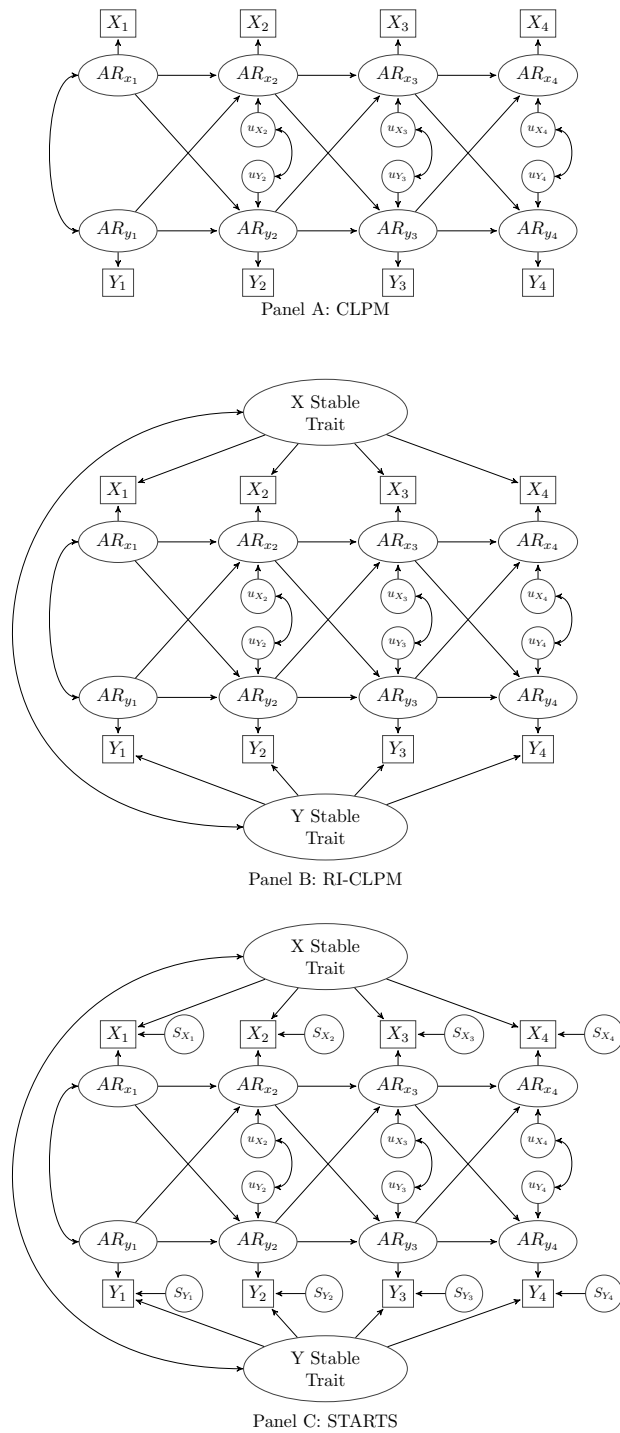 X1 X2 X3 X4
ARx1 ARx2 ARx3 ARx4
uX2 uX3 uX4
uY2 uY3 uY4
ARy1 ARy2 ARy3 ARy4
Y1 Y2 Y3 Y4
Panel A: CLPM
X Stable
Trait
X1 X2 X3 X4
ARx1 ARx2 ARx3 ARx4
uX2 uX3 uX4
uY2 uY3 uY4
ARy1 ARy2 ARy3 ARy4
Y1 Y2 Y3 Y4
Y Stable
Trait
Panel B: RI-CLPM
X Stable
Trait
X1 SX1 X2 SX2 X3 SX3 X4 SX4
ARx1 ARx2 ARx3 ARx4
uX2 uX3 uX4
uY2 uY3 uY4
ARy1 ARy2 ARy3 ARy4
Y1 SY1 Y2 SY2 Y3 SY3 Y4 SY4
Y Stable
Trait
Panel C: STARTS